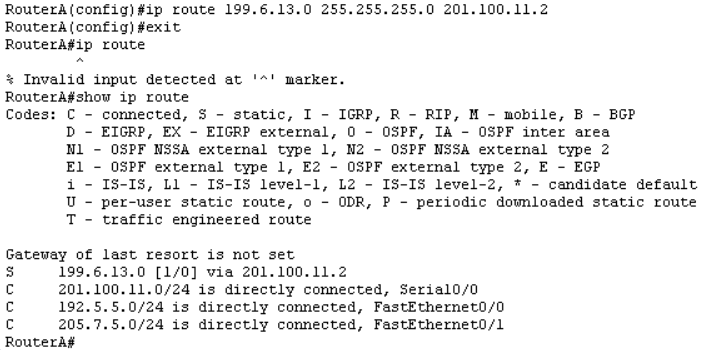 RouterA(config)#ip route 199.6.13.0 255.255.255.0 201.100.11.2
RouterA(config)#exit
RouterA#ip route
^
% Invalid input detected at '^' marker.
RouterA#show ip route
Codes: C - connected, S - static, I - IGRP, R - RIP, M - mobile, B - BGP
D - EIGRP, EX - EIGRP external, O - OSPF, IA - OSPF inter area
N1 - OSPF NSSA external type 1, N2 - OSPF NSSA external type 2
E1 - OSPF external type 1, E2 - OSPF external type 2, E - EGP
i - IS-IS, L1 - IS-IS level-1, L2 - IS-IS level-2, * - candidate default
U - per-user static route, o - ODR, P - periodic downloaded static route
T - traffic engineered route
Gateway of last resort is not set
S 199.6.13.0 [1/0] via 201.100.11.2
C 201.100.11.0/24 is directly connected, Serial0/0
C 192.5.5.0/24 is directly connected, FastEthernet0/0
C 205.7.5.0/24 is directly connected, FastEthernet0/1
RouterA#